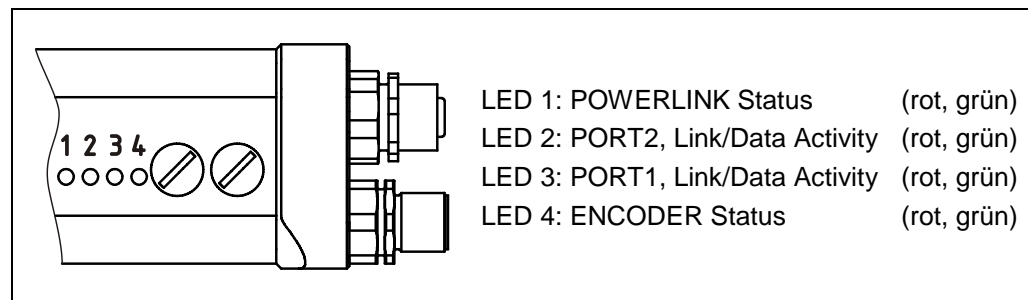 1 2 3 4
LED 1: POWERLINK Status (rot, grün)
LED 2: PORT2, Link/Data Activity (rot, grün)
LED 3: PORT1, Link/Data Activity (rot, grün)
LED 4: ENCODER Status (rot, grün)